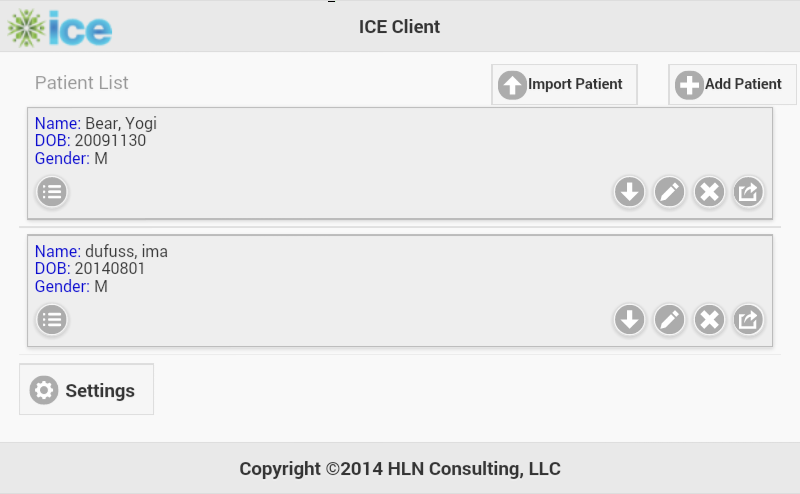 ice
ICE Client
Patient List
Import Patient
Add Patient
Name: Bear, Yogi
DOB: 20091130
Gender: M
Name: dufuss, ima
DOB: 20140801
Gender: M
Settings
Copyright ©2014 HLN Consulting, LLC